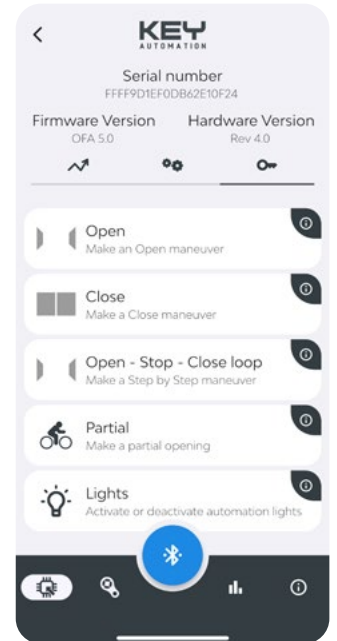 KEY
AUTOMATION
Serial number
FFFF9D1EF0DB62E10F24
Firmware Version Hardware Version
OFA 5.0 Rev 4.0
Open
Make an Open maneuver
Close
Make a Close maneuver
Open - Stop - Close loop
Make a Step by Step maneuver
Partial
Make a partial opening
Lights
Activate or deactivate automation lights